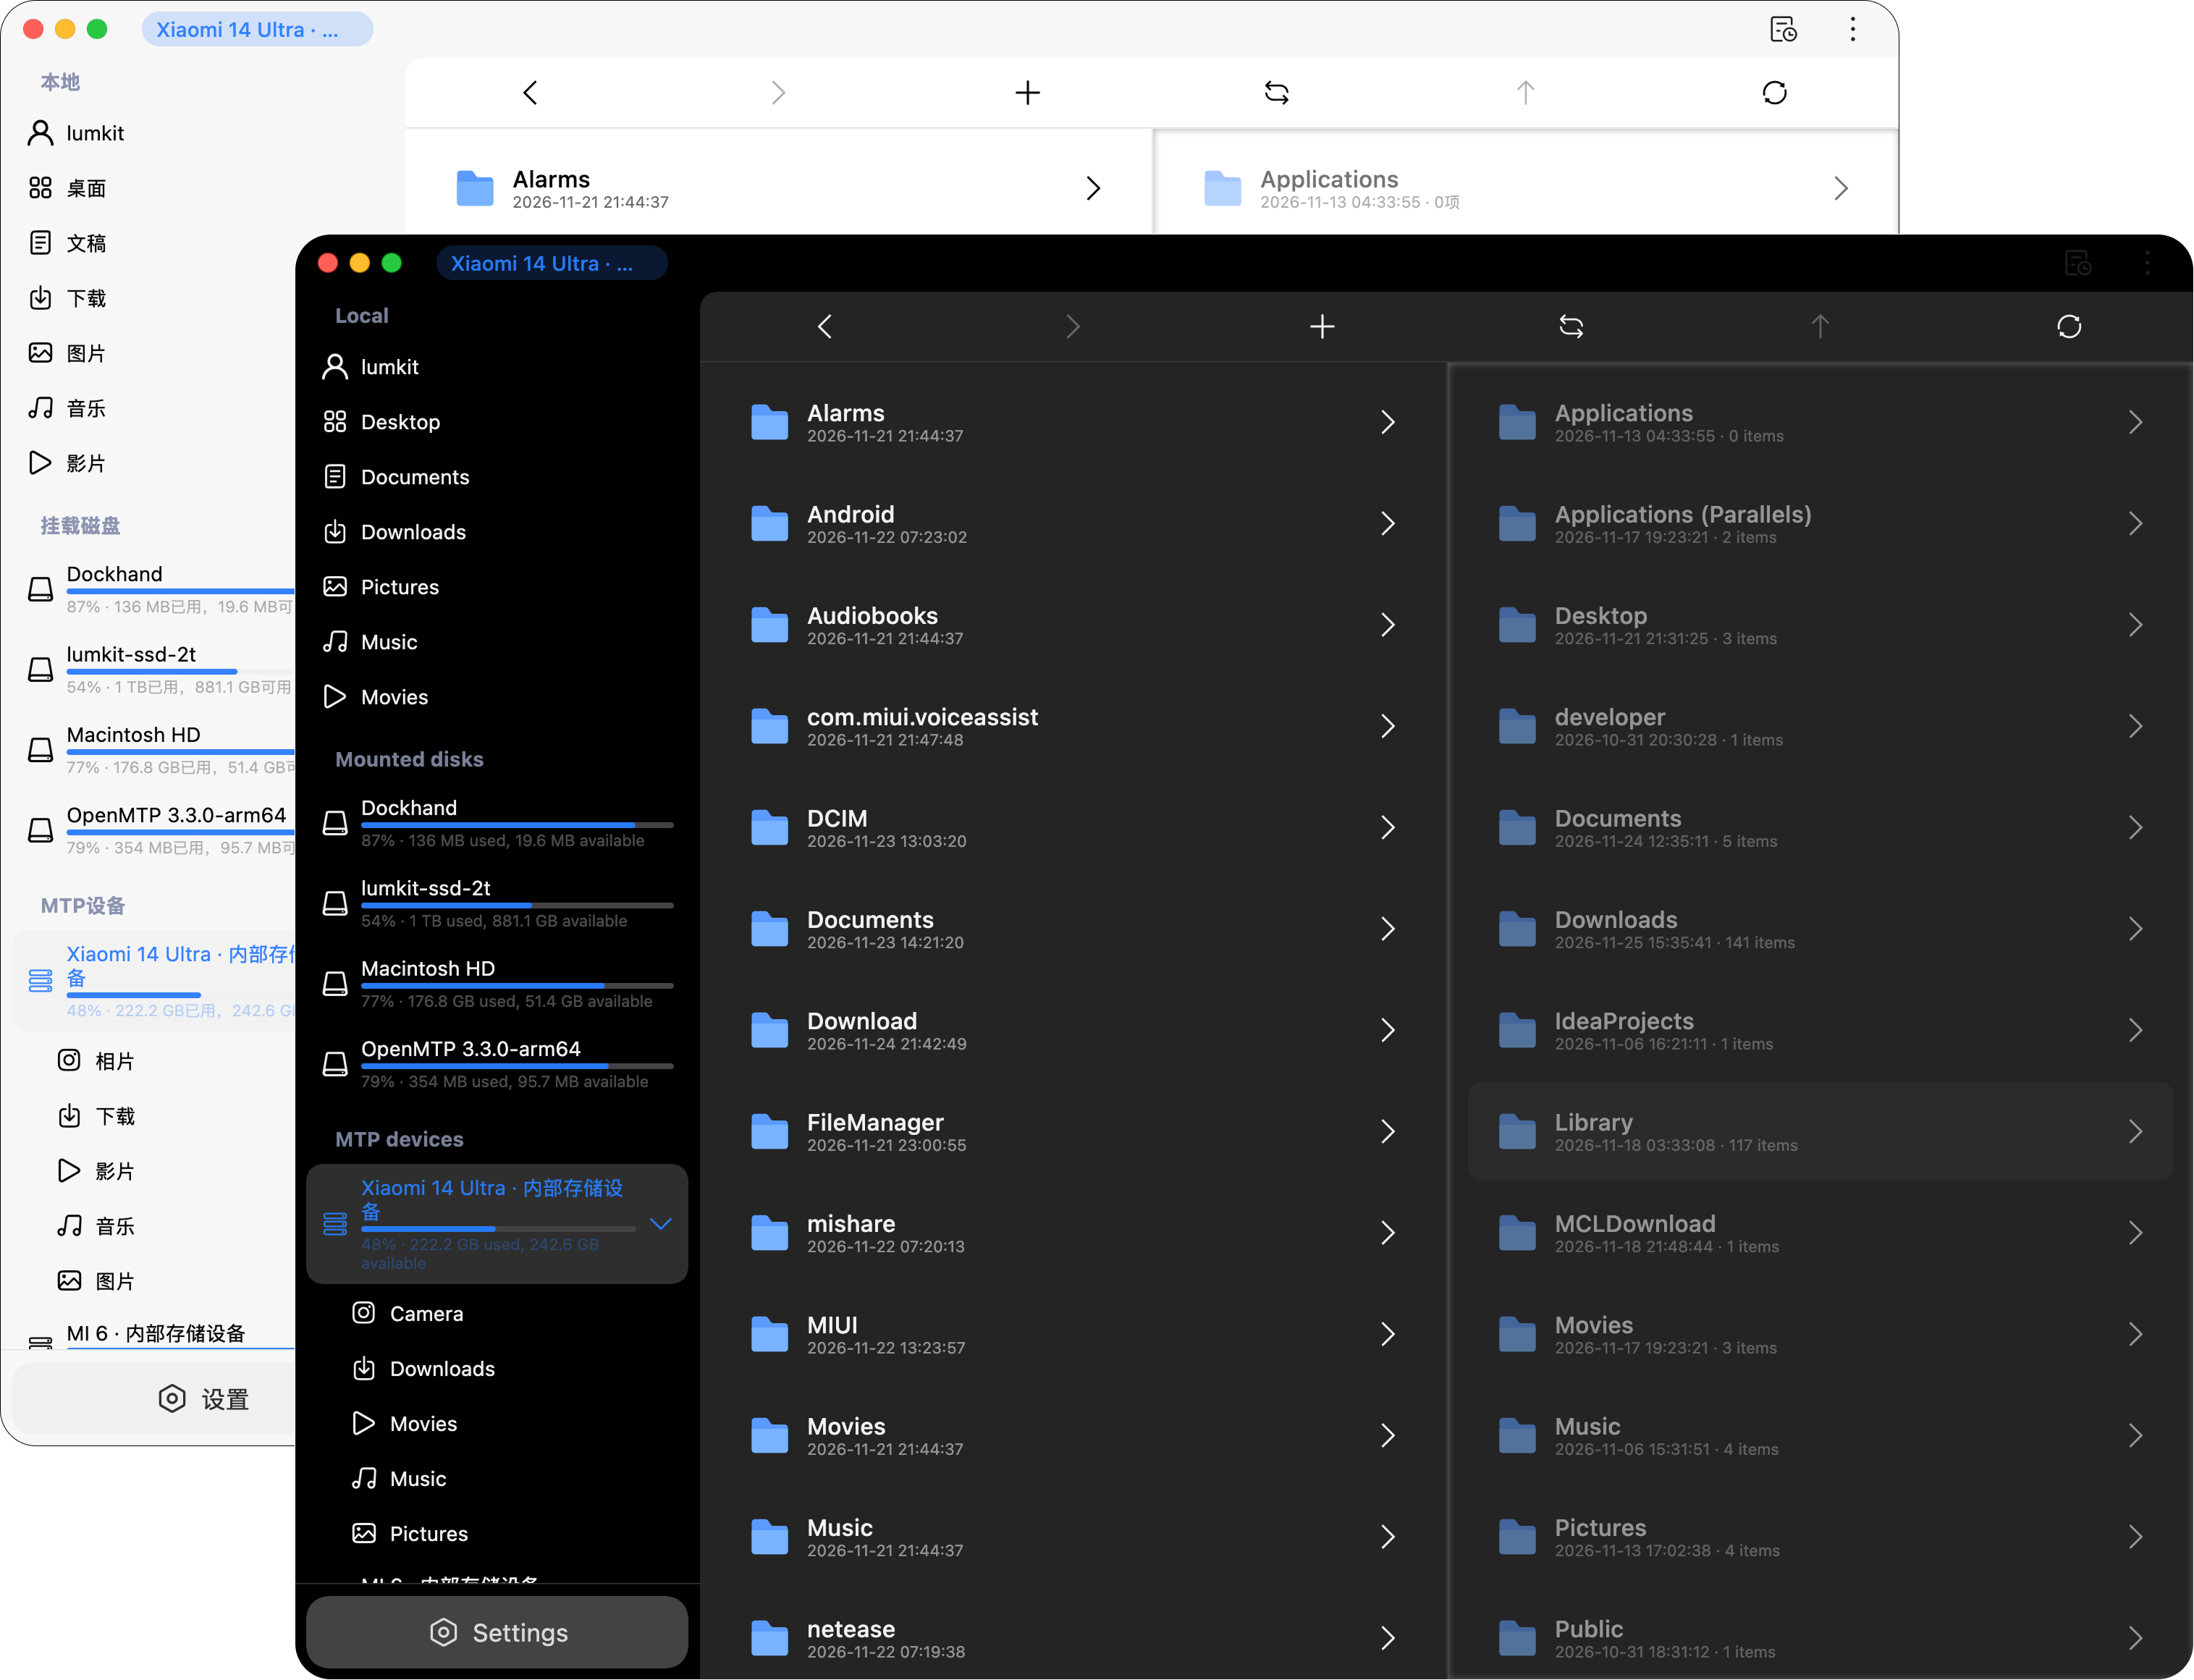 Xiaomi 14 Ultra · ...
本地
lumkit
桌面
文稿
下载
图片
音乐
影片
挂载磁盘
Dockhand
87% · 136 MB已用，19.6 MB可
lumkit-ssd-2t
54% · 1 TB已用，881.1 GB可用
Macintosh HD
77% · 176.8 GB已用，51.4 GB可
OpenMTP 3.3.0-arm64
79% · 354 MB已用，95.7 MB可
MTP设备
Xiaomi 14 Ultra · 内部存储
备
48% · 222.2 GB已用，242.6 GB
相片
下载
影片
音乐
图片
MI 6 · 内部存储设备
设置
Alarms
2026-11-21 21:44:37
Applications
2026-11-13 04:33:55 · 0项
Xiaomi 14 Ultra · ...
Local
lumkit
Desktop
Documents
Downloads
Pictures
Music
Movies
Mounted disks
Dockhand
87% · 136 MB used, 19.6 MB available
lumkit-ssd-2t
54% · 1 TB used, 881.1 GB available
Macintosh HD
77% · 176.8 GB used, 51.4 GB available
OpenMTP 3.3.0-arm64
79% · 354 MB used, 95.7 MB available
MTP devices
Xiaomi 14 Ultra · 内部存储设
备
48% · 222.2 GB used, 242.6 GB
available
Camera
Downloads
Movies
Music
Pictures
MI 6 · 内部存储设备
Settings
Alarms
2026-11-21 21:44:37
Android
2026-11-22 07:23:02
Audiobooks
2026-11-21 21:44:37
com.miui.voiceassist
2026-11-21 21:47:48
DCIM
2026-11-23 13:03:20
Documents
2026-11-23 14:21:20
Download
2026-11-24 21:42:49
FileManager
2026-11-21 23:00:55
mishare
2026-11-22 07:20:13
MIUI
2026-11-22 13:23:57
Movies
2026-11-21 21:44:37
Music
2026-11-21 21:44:37
netease
2026-11-22 07:19:38
Applications
2026-11-13 04:33:55 · 0 items
Applications (Parallels)
2026-11-17 19:23:21 · 2 items
Desktop
2026-11-21 21:31:25 · 3 items
developer
2026-10-31 20:30:28 · 1 items
Documents
2026-11-24 12:35:11 · 5 items
Downloads
2026-11-25 15:35:41 · 141 items
IdeaProjects
2026-11-06 16:21:11 · 1 items
Library
2026-11-18 03:33:08 · 117 items
MCLDownload
2026-11-18 21:48:44 · 1 items
Movies
2026-11-17 19:23:21 · 3 items
Music
2026-11-06 15:31:51 · 4 items
Pictures
2026-11-13 17:02:38 · 4 items
Public
2026-10-31 18:31:12 · 1 items